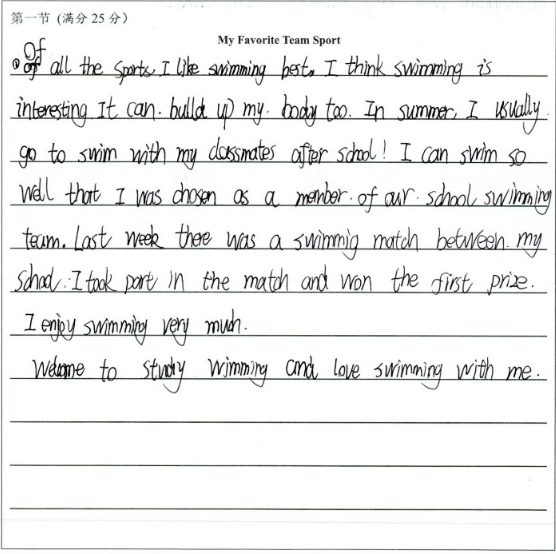 第一节 (满分 25 分)
My Favorite Team Sport
Of
all the sports, I like swimming best. I think swimming is
interesting It can. build up my. body too. In summer, I usually.
go to swim with my classmates after school! I can swim so
well that I was chosen as a member. of our. school swimming
team. Last week there was a swimmig match between. my
school. I took part in the match and won the first prize.
I enjoy swimming very much.
Welcome to study wimming and love swimming with me.